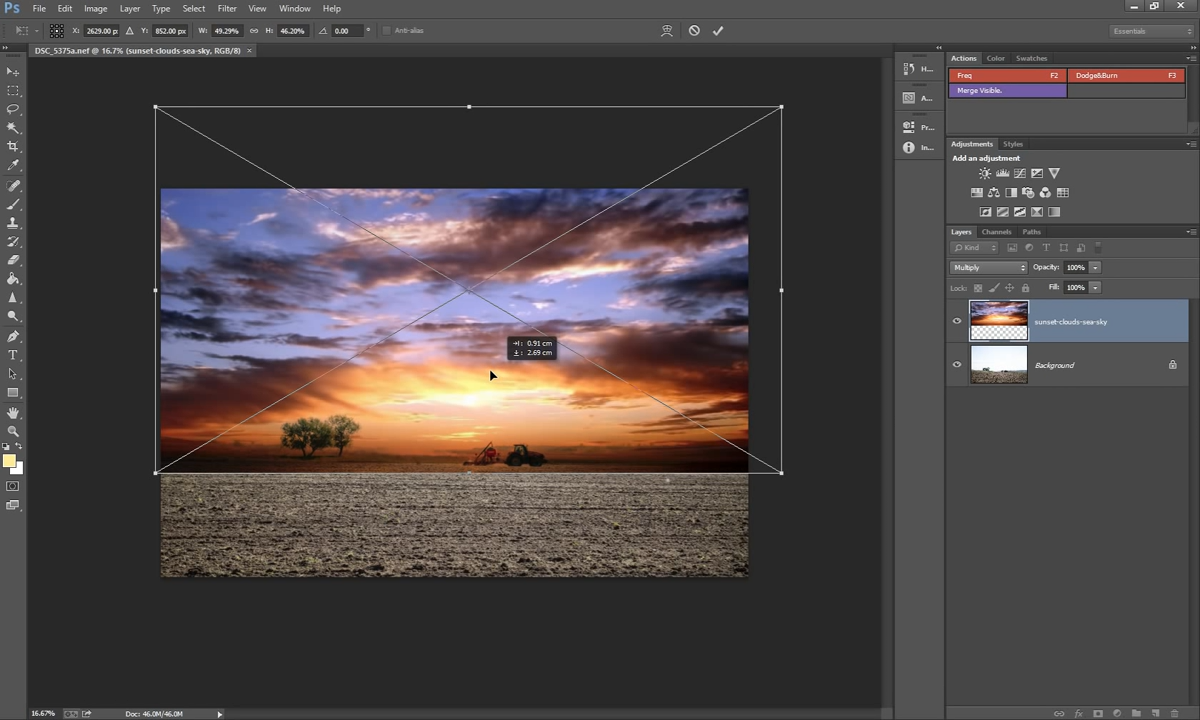 Ps File Edit Image Layer Type Select Filter View Window Help
X: 2629.00 p Y: 852.00 px W: 49.29% H: 46.20% 0.00 ° Anti-alias Essentials
DSC_5375a.nef @ 16.7% (sunset-clouds-sea-sky, RGB/8) ×
H...
A...
Pr...
In...
Actions Color Swatches
Freq F2 Dodge&Burn F3
Merge Visible.
Adjustments Styles
Add an adjustment
Layers Channels Paths
Kind
Multiply Opacity: 100%
Lock: Fill: 100%
sunset-clouds-sea-sky
Background
: 0.91 cm
: 2.69 cm
16.67% Doc: 46.0M/46.0M